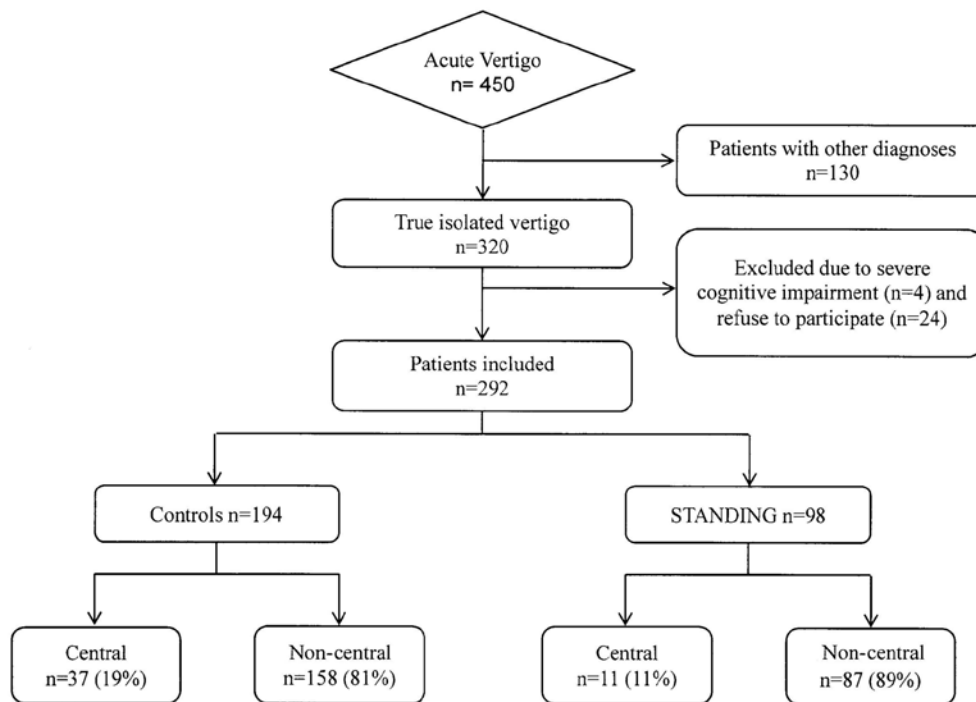 Acute Vertigo
n= 450
Patients with other diagnoses
n=130
True isolated vertigo
n=320
Excluded due to severe
cognitive impairment (n=4) and
refuse to participate (n=24)
Patients included
n=292
Controls n=194
STANDING n=98
Central
n=37 (19%)
Non-central
n=158 (81%)
Central
n=11 (11%)
Non-central
n=87 (89%)